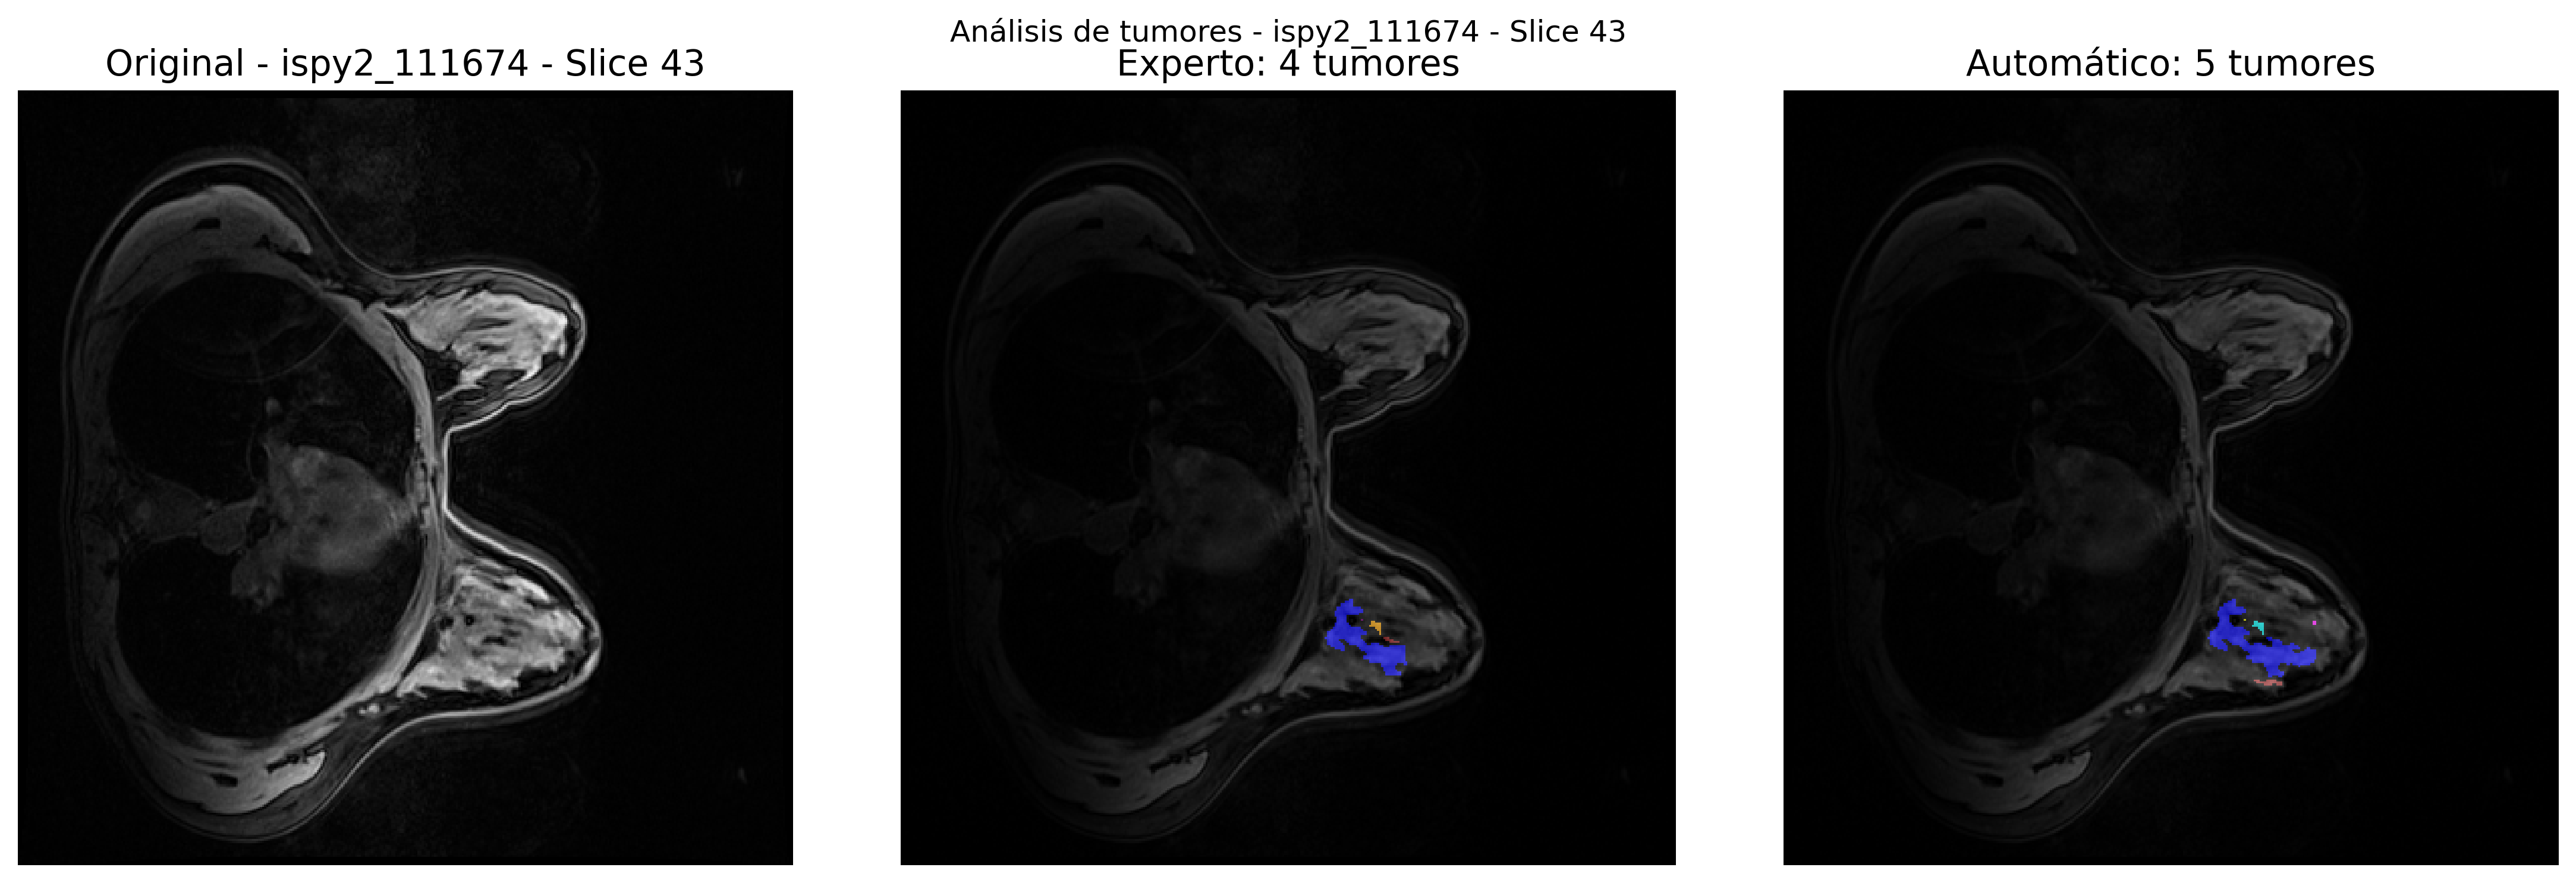 Análisis de tumores - ispy2_111674 - Slice 43
Original - ispy2_111674 - Slice 43
Experto: 4 tumores
Automático: 5 tumores